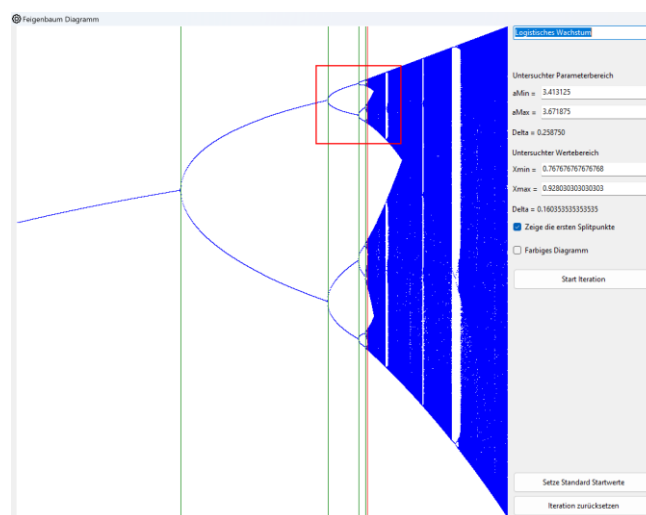 Feigenbaum Diagramm
Logistisches Wachstum
Untersuchter Parameterbereich
aMin = 3.413125
aMax = 3.671875
Delta = 0.258750
Untersuchter Wertebereich
Xmin = 0.767676767676768
Xmax = 0.928030303030303
Delta = 0.160353535353535
Zeige die ersten Splitpunkte
Farbiges Diagramm
Start Iteration
Setze Standard Startwerte
Iteration zurücksetzen